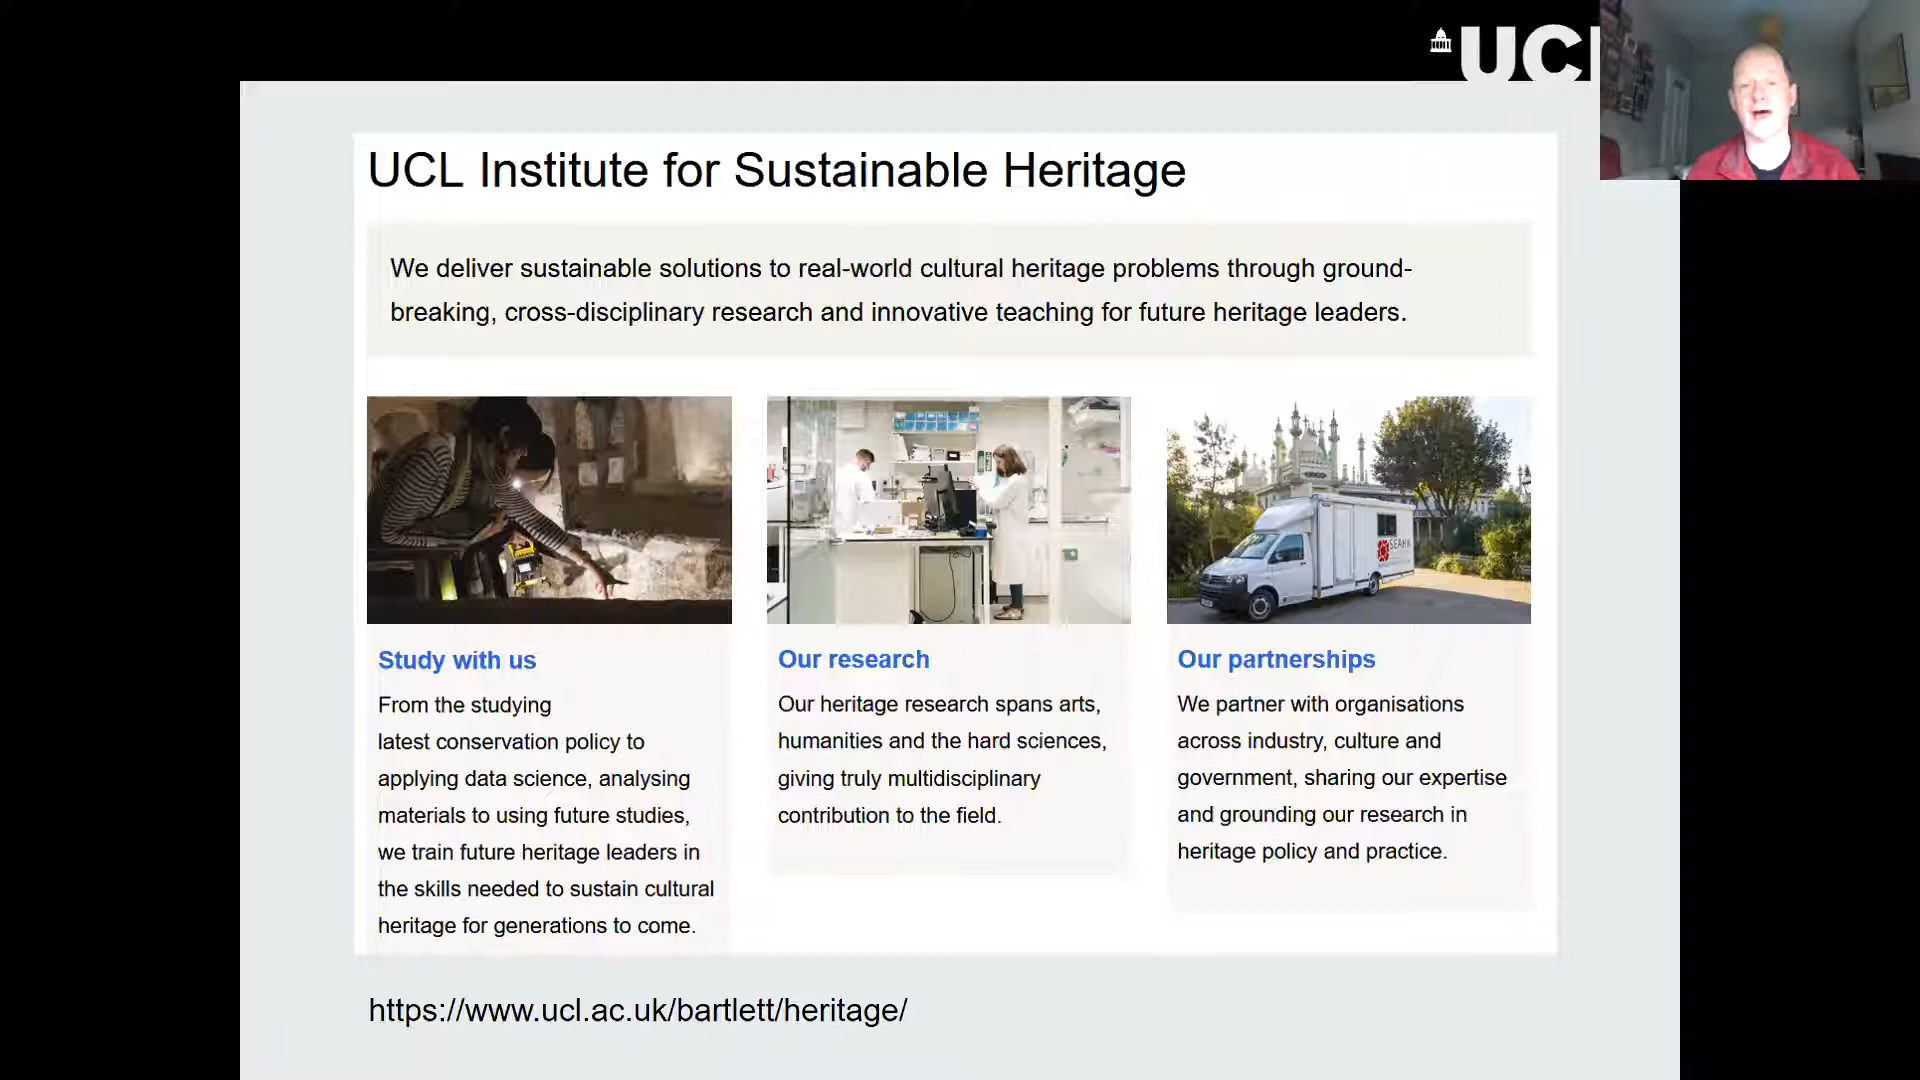 UCL
UCL Institute for Sustainable Heritage
We deliver sustainable solutions to real-world cultural heritage problems through ground-
breaking, cross-disciplinary research and innovative teaching for future heritage leaders.
SEAHA
Study with us
From the studying
latest conservation policy to
applying data science, analysing
materials to using future studies,
we train future heritage leaders in
the skills needed to sustain cultural
heritage for generations to come.
Our research
Our heritage research spans arts,
humanities and the hard sciences,
giving truly multidisciplinary
contribution to the field.
Our partnerships
We partner with organisations
across industry, culture and
government, sharing our expertise
and grounding our research in
heritage policy and practice.
https://www.ucl.ac.uk/bartlett/heritage/